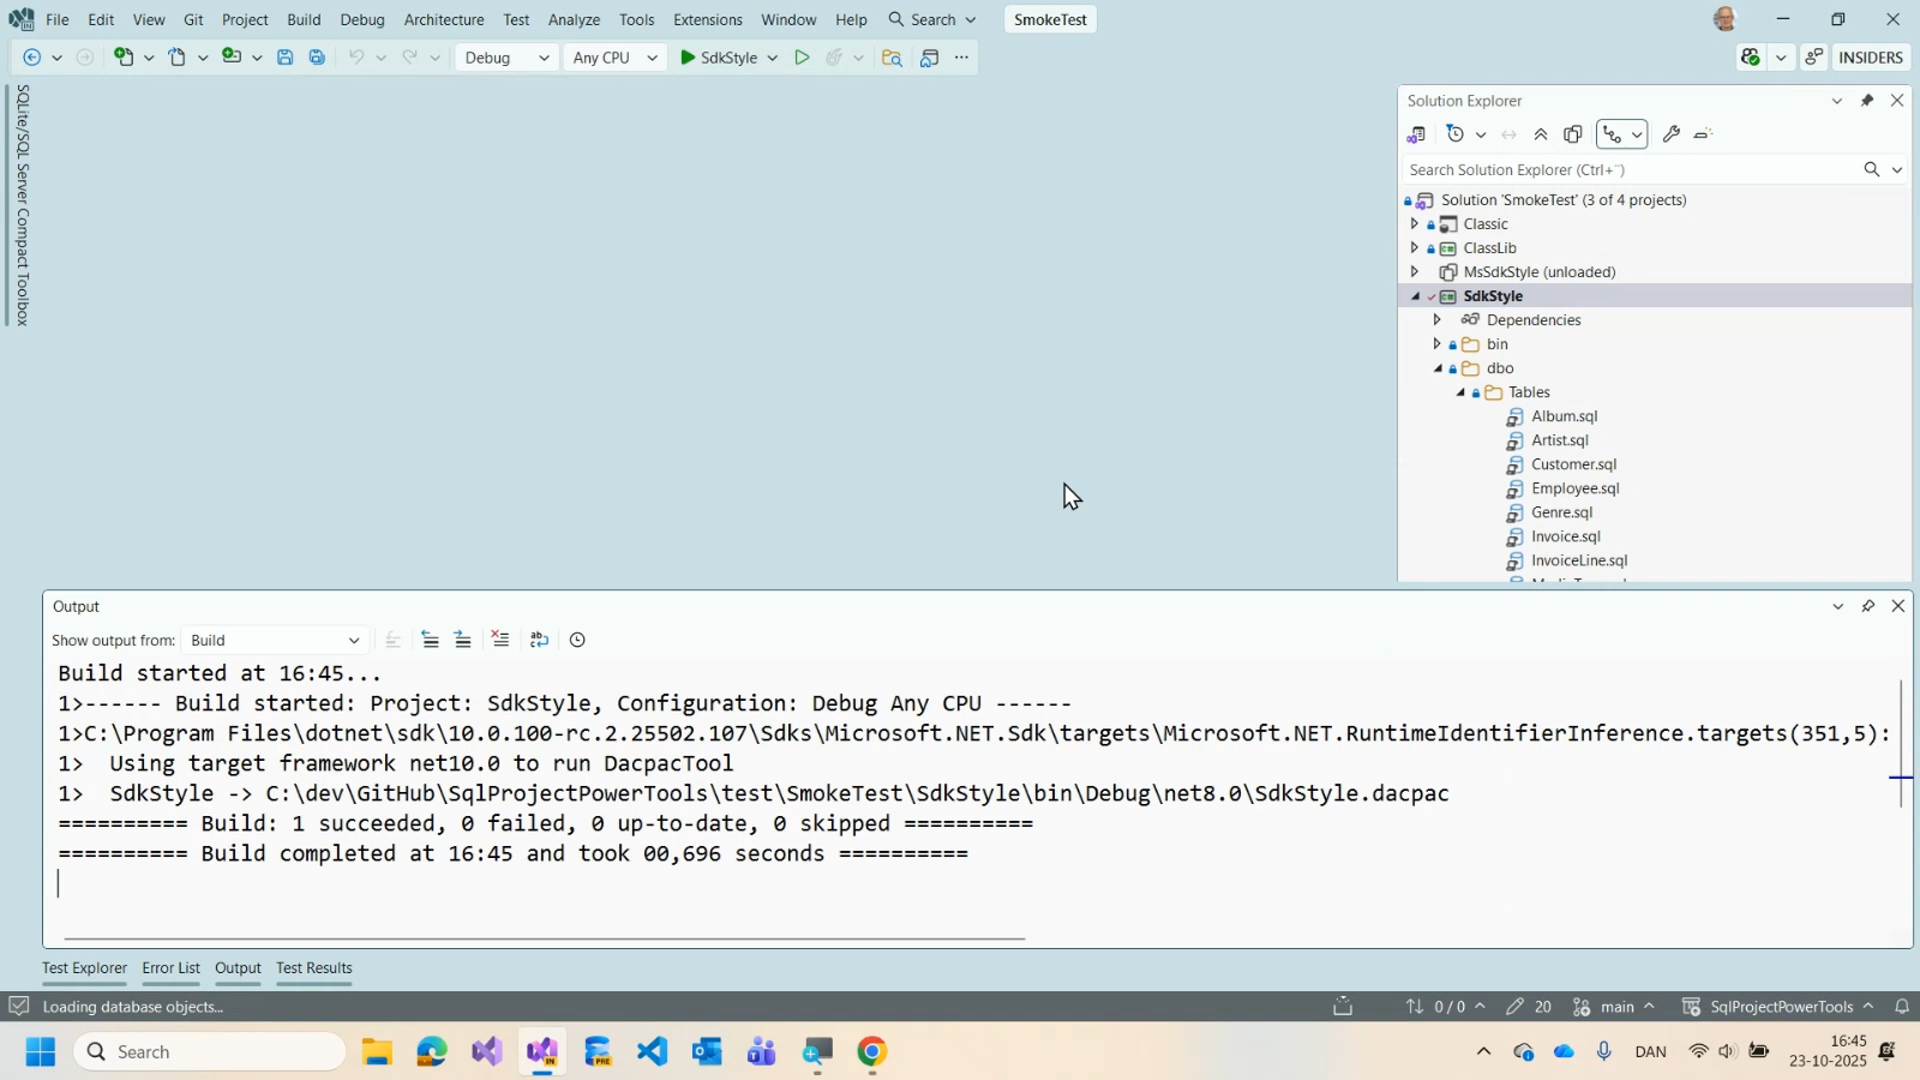 File Edit View Git Project Build Debug Architecture Test Analyze Tools Extensions Window Help Search SmokeTest
Debug Any CPU SdkStyle INSIDERS
SQLite/SQL Server Compact Toolbox
Solution Explorer
Search Solution Explorer (Ctrl+¨)
Solution 'SmokeTest' (3 of 4 projects)
Classic
ClassLib
MsSdkStyle (unloaded)
SdkStyle
Dependencies
bin
dbo
Tables
Album.sql
Artist.sql
Customer.sql
Employee.sql
Genre.sql
Invoice.sql
InvoiceLine.sql
Output
Show output from: Build
Build started at 16:45...
1>------ Build started: Project: SdkStyle, Configuration: Debug Any CPU ------
1>C:\Program Files\dotnet\sdk\10.0.100-rc.2.25502.107\Sdks\Microsoft.NET.Sdk\targets\Microsoft.NET.RuntimeIdentifierInference.targets(351,5):
1>  Using target framework net10.0 to run DacpacTool
1>  SdkStyle -> C:\dev\GitHub\SqlProjectPowerTools\test\SmokeTest\SdkStyle\bin\Debug\net8.0\SdkStyle.dacpac
========== Build: 1 succeeded, 0 failed, 0 up-to-date, 0 skipped ==========
========== Build completed at 16:45 and took 00,696 seconds ==========
Test Explorer Error List Output Test Results
Loading database objects... 0 / 0 20 main SqlProjectPowerTools
Search DAN 16:45
23-10-2025